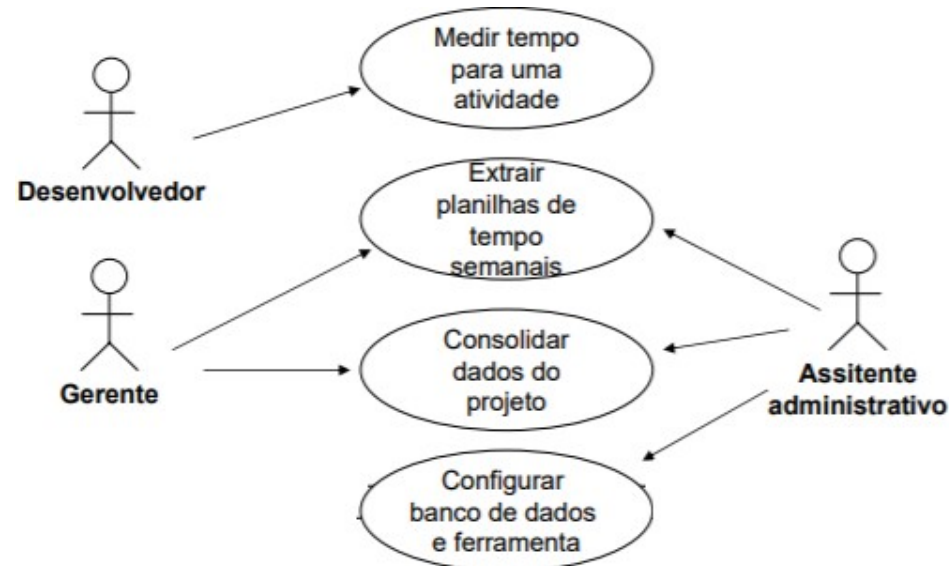 Medir tempo
para uma
atividade
Desenvolvedor
Extrair
planilhas de
tempo
semanais
Gerente
Consolidar
dados do
projeto
Assitente
administrativo
Configurar
banco de dados
e ferramenta